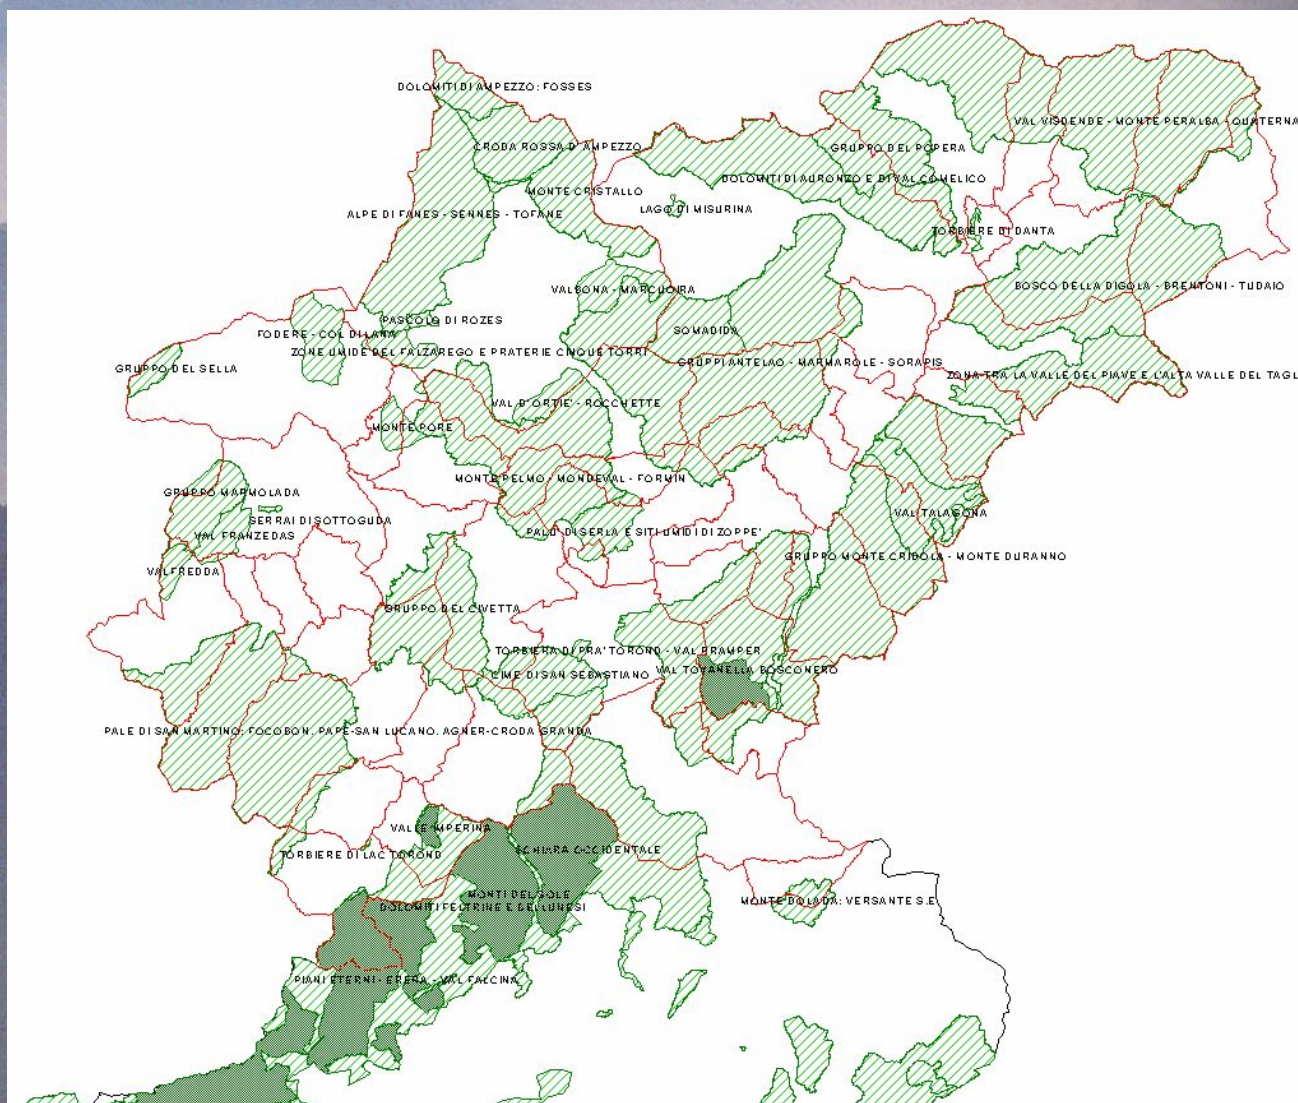 DOLOMITI DI AMPEZZO: FOSSES
VAL VISDENDE - MONTE PERALBA - QUATERNA
CRODA ROSSA D'AMPEZZO
GRUPPO DEL POPERA
DOLOMITI DI AURONZO E DI VAL COMELICO
MONTE CRISTALLO
LAGO DI MISURINA
ALPE DI FANES - SENNES - TOFANE
TORBIERE DI DANTA
VALBONA - MARCUOIRA
BOSCO DELLA DIGOLA - BRENTONI - TUDAIO
PASCOLO DI ROZES
FODERE - COL DI LANA
SOMADIDA
ZONE UMIDE DEL FALZAREGO E PRATERIE CINQUE TORRI
GRUPPI ANTELAO - MARMAROLE - SORAPIS
GRUPPO DEL SELLA
ZONA TRA LA VALLE DEL PIAVE E L'ALTA VALLE DEL TAGL
VAL D'ORTIE' - ROCCHETTE
MONTE PORE
MONTE PELMO - MONDEVAL - FORMIN
GRUPPO MARMOLADA
SERRAI DI SOTTOGUDA
VAL TALAGONA
VAL FRANZEDAS
PALU' DI SERLA E SITI UMIDI DI ZOPPE'
GRUPPO MONTE CRIDOLA - MONTE DURANNO
VALFREDDA
GRUPPO DEL CIVETTA
TORBIERA DI PRA' TOROND - VAL PRAMPER
VAL TOVANELLA BOSCONERO
CIME DI SAN SEBASTIANO
PALE DI SAN MARTINO: FOCOBON, PAPE-SAN LUCANO, AGNER-CRODA GRANDA
VALLE IMPERINA
SCHIARA OCCIDENTALE
TORBIERE DI LAC TOROND
MONTI DEL SOLE
MONTE DOLADA: VERSANTE S.E.
DOLOMITI FELTRINE E BELLUNESI
PIANI ETERNI - ERERA - VAL FALCINA